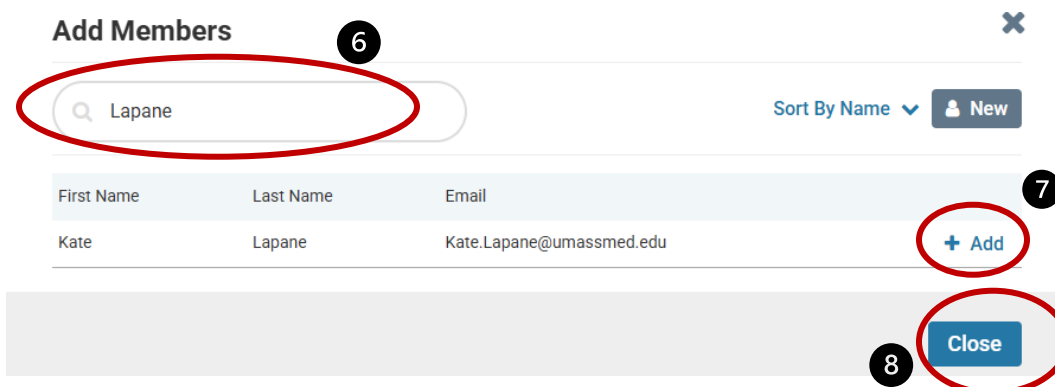 Add Members
6
Lapane
Sort By Name
New
First Name Last Name Email
7
Kate Lapane Kate.Lapane@umassmed.edu + Add
Close
8